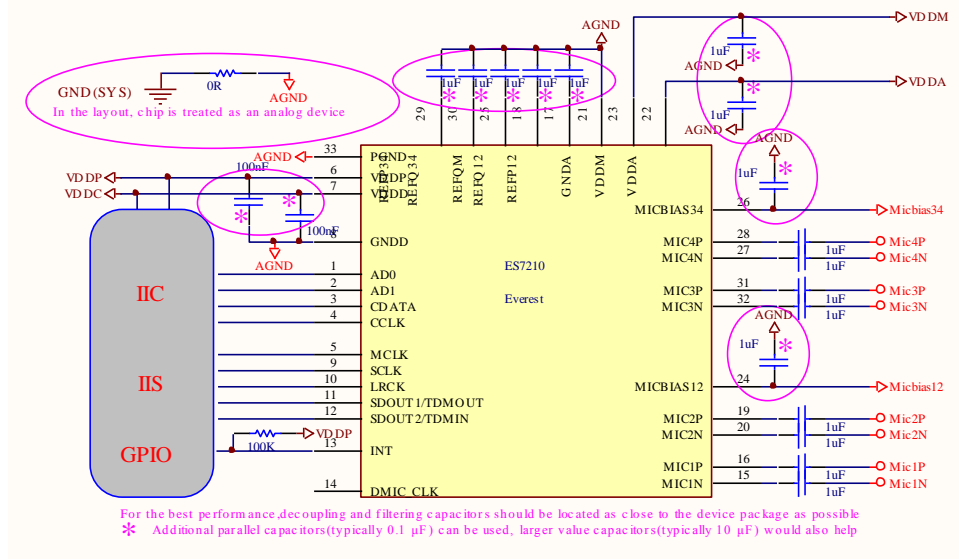 VDDM
AGND
1uF
*
AGND
VDDA
1uF
*
AGND
GND(SYS)
0R
AGND
In the layout, chip is treated as an analog device
AGND
1uF 1uF 1uF 1uF 1uF
* * * * *
29 30 25 18 17 21 23 22
REFP34 REFQ34 REFQM REFQ12 REFP12 GNDA VDDM VDDA
AGND 33 PGND
100nF
VDDP 6 VDDP
VDDC 7 VDDD
* *
100nF
8 GNDD
AGND
IIC
1 AD0
2 AD1
3 CDATA
4 CCLK
IIS
5 MCLK
9 SCLK
10 LRCK
11 SDOUT1/TDMOUT
12 SDOUT2/TDMIN
GPIO
VDDP
100K
13 INT
14 DMIC_CLK
ES7210
Everest
AGND
1uF *
MICBIAS34 26 Micbias34
MIC4P 28 1uF Mic4P
MIC4N 27 1uF Mic4N
MIC3P 31 1uF Mic3P
MIC3N 32 1uF Mic3N
AGND
1uF *
MICBIAS12 24 Micbias12
MIC2P 19 1uF Mic2P
MIC2N 20 1uF Mic2N
MIC1P 16 1uF Mic1P
MIC1N 15 1uF Mic1N
For the best performance,decoupling and filtering capacitors should be located as close to the device package as possible
* Additional parallel capacitors(typically 0.1 µF) can be used, larger value capacitors(typically 10 µF) would also help